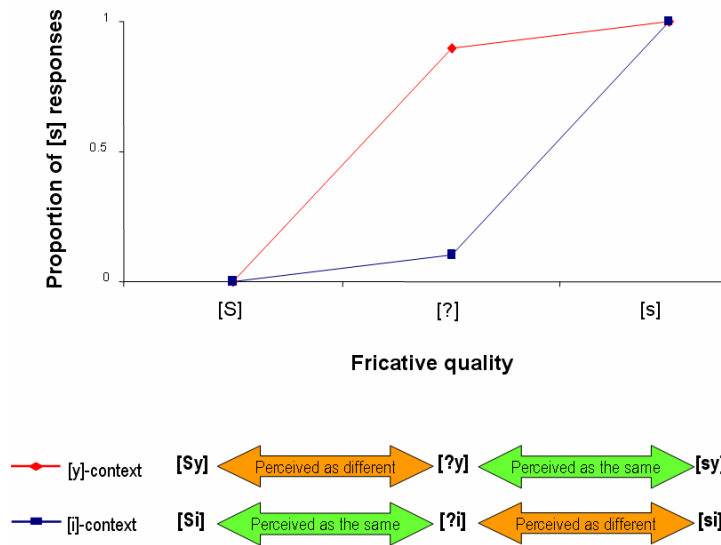 Proportion of [s] responses
1
0.5
0
[S] [?] [s]
Fricative quality
[y]-context [Sy] Perceived as different [?y] Perceived as the same [sy]
[i]-context [Si] Perceived as the same [?i] Perceived as different [si]